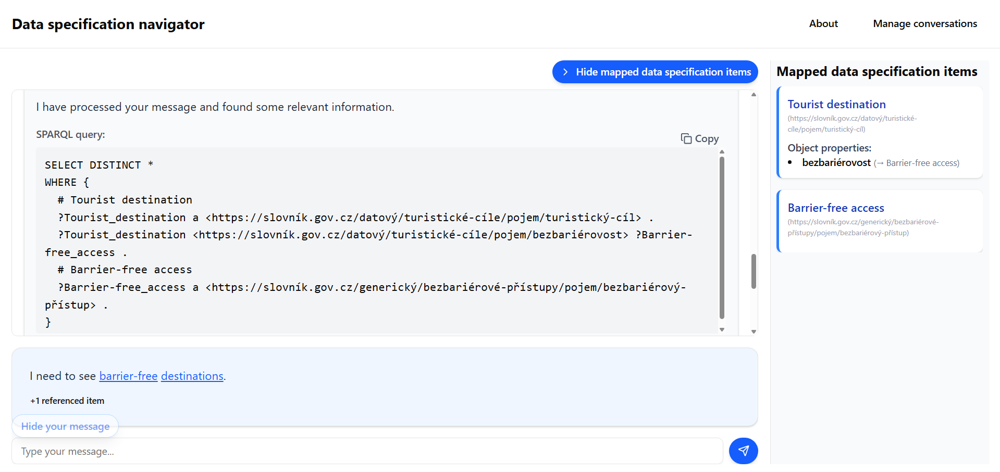 Data specification navigator
About
Manage conversations
Hide mapped data specification items
I have processed your message and found some relevant information.
SPARQL query:
Copy
SELECT DISTINCT *
WHERE {
  # Tourist destination
  ?Tourist_destination a <https://slovník.gov.cz/datový/turistické-cíle/pojem/turistický-cíl> .
  ?Tourist_destination <https://slovník.gov.cz/datový/turistické-cíle/pojem/bezbariérovost> ?Barrier-
free_access .
  # Barrier-free access
  ?Barrier-free_access a <https://slovník.gov.cz/generický/bezbariérové-přístupy/pojem/bezbariérový-
přístup> .
}
I need to see barrier-free destinations.
+1 referenced item
Hide your message
Type your message...
Mapped data specification items
Tourist destination
(https://slovník.gov.cz/datový/turistické-
cíle/pojem/turistický-cíl)
Object properties:
• bezbariérovost (→ Barrier-free access)
Barrier-free access
(https://slovník.gov.cz/generický/bezbariérové-
přístupy/pojem/bezbariérový-přístup)